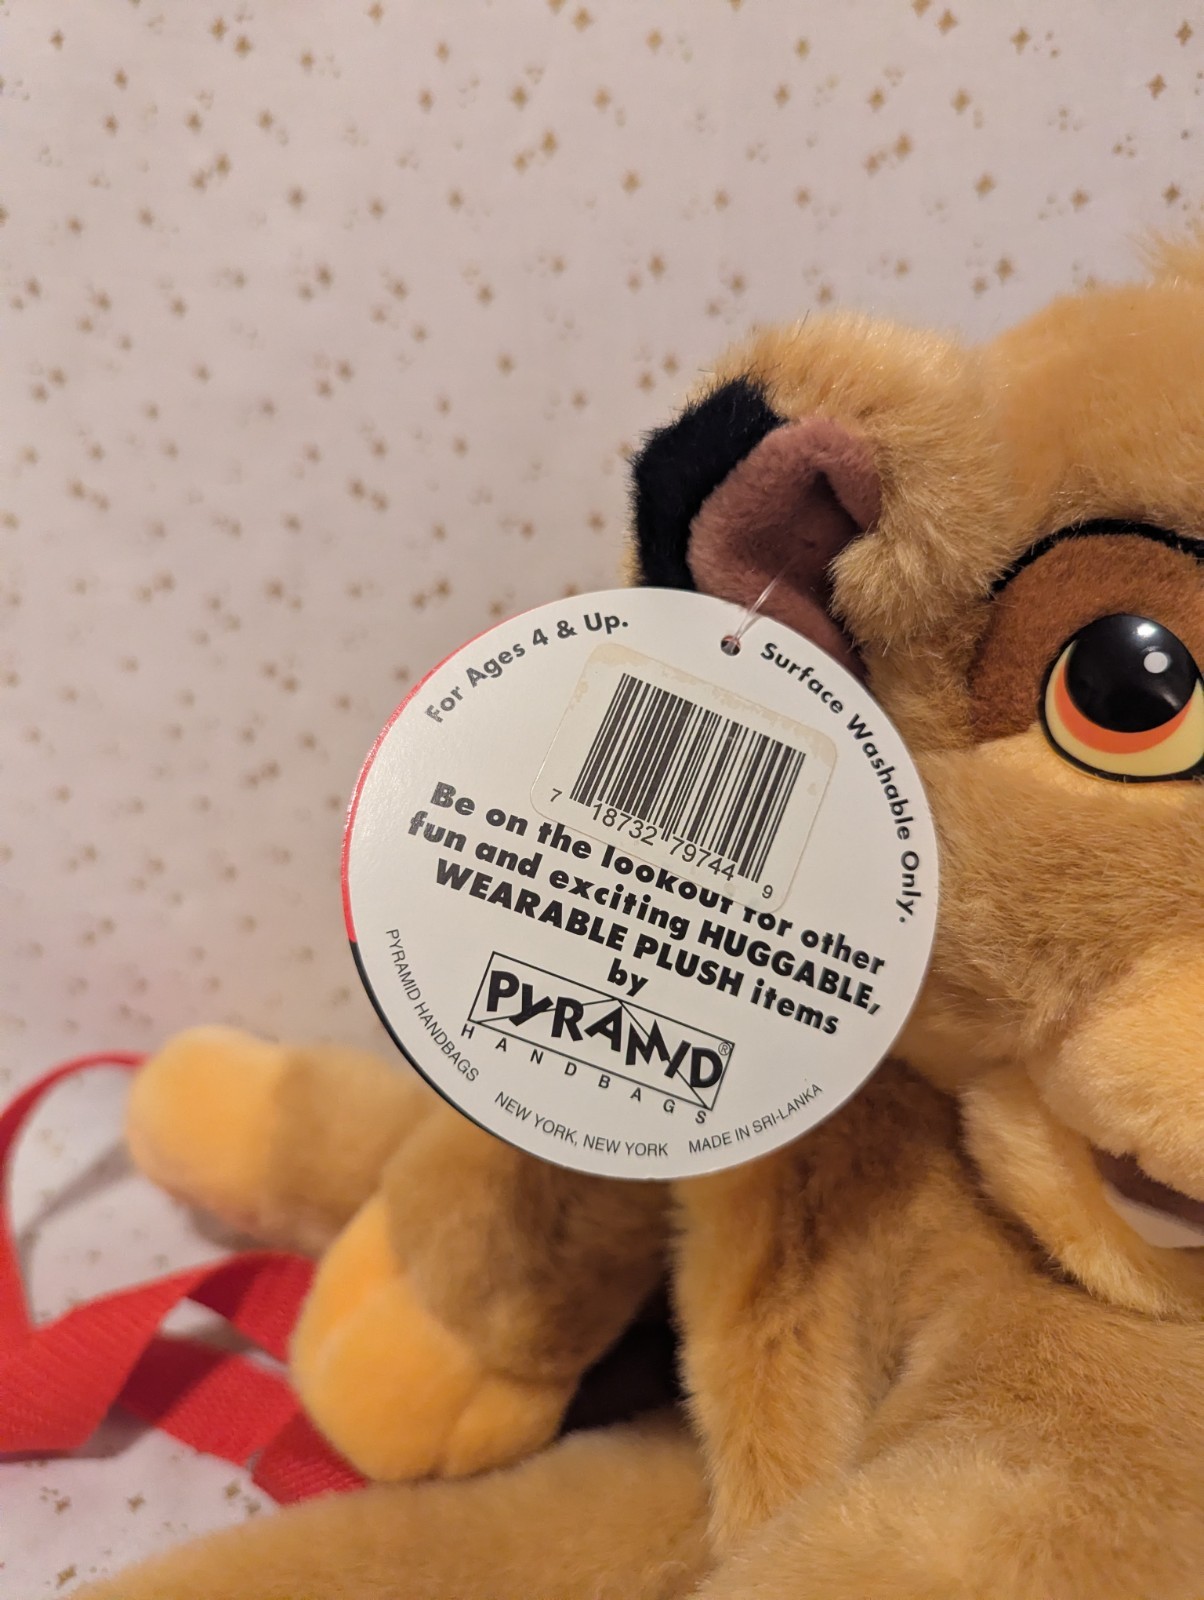 For Ages 4 & Up.
Surface Washable Only.
7 18732 79744 9
Be on the lookout for other
fun and exciting HUGGABLE,
WEARABLE PLUSH items
by
PYRAMID®
HANDBAGS
PYRAMID HANDBAGS
NEW YORK, NEW YORK
MADE IN SRI-LANKA